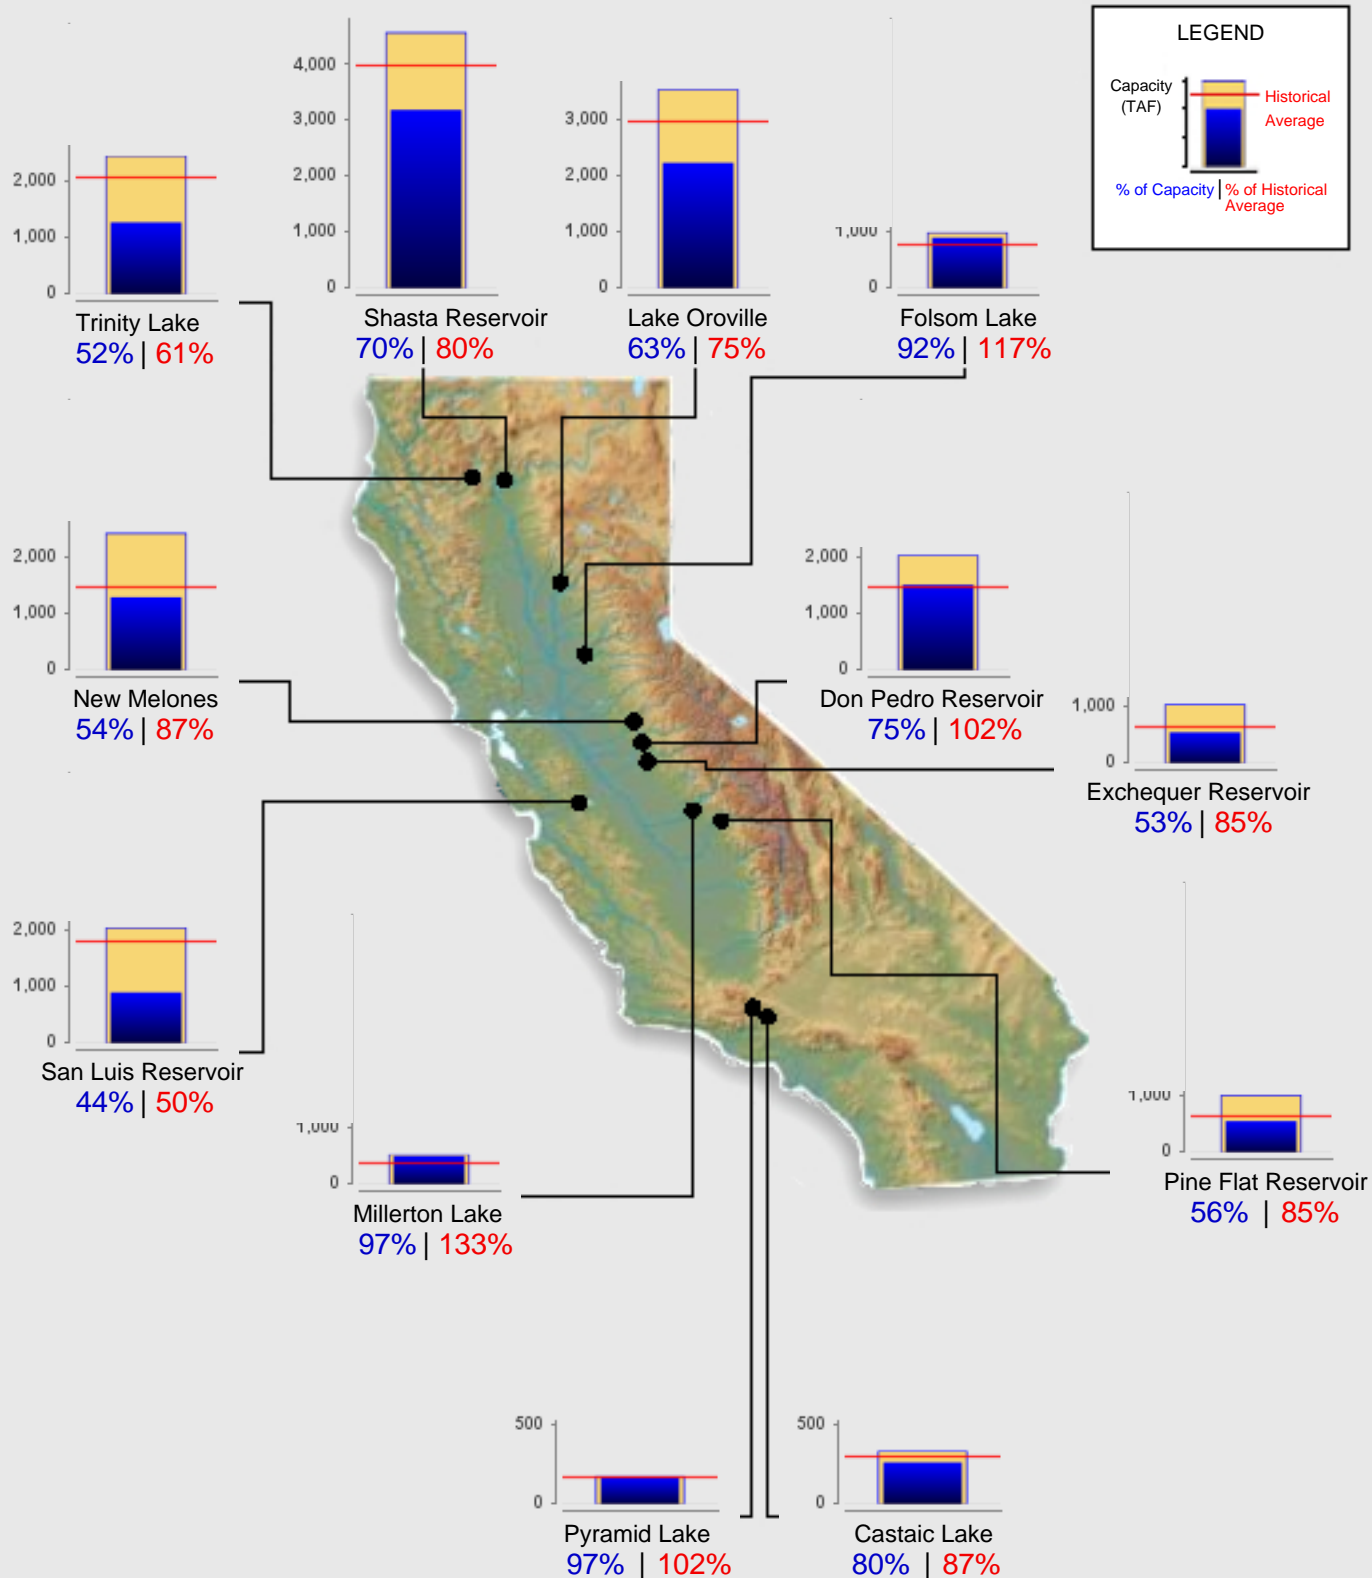 LEGEND
Capacity
(TAF)
Historical
Average
% of Capacity | % of Historical
Average
2,000
1,000
0
Trinity Lake
52% | 61%
4,000
3,000
2,000
1,000
0
Shasta Reservoir
70% | 80%
3,000
2,000
1,000
0
Lake Oroville
63% | 75%
1,000
0
Folsom Lake
92% | 117%
2,000
1,000
0
New Melones
54% | 87%
2,000
1,000
0
Don Pedro Reservoir
75% | 102%
1,000
0
Exchequer Reservoir
53% | 85%
2,000
1,000
0
San Luis Reservoir
44% | 50%
1,000
0
Millerton Lake
97% | 133%
1,000
0
Pine Flat Reservoir
56% | 85%
500
0
Pyramid Lake
97% | 102%
500
0
Castaic Lake
80% | 87%